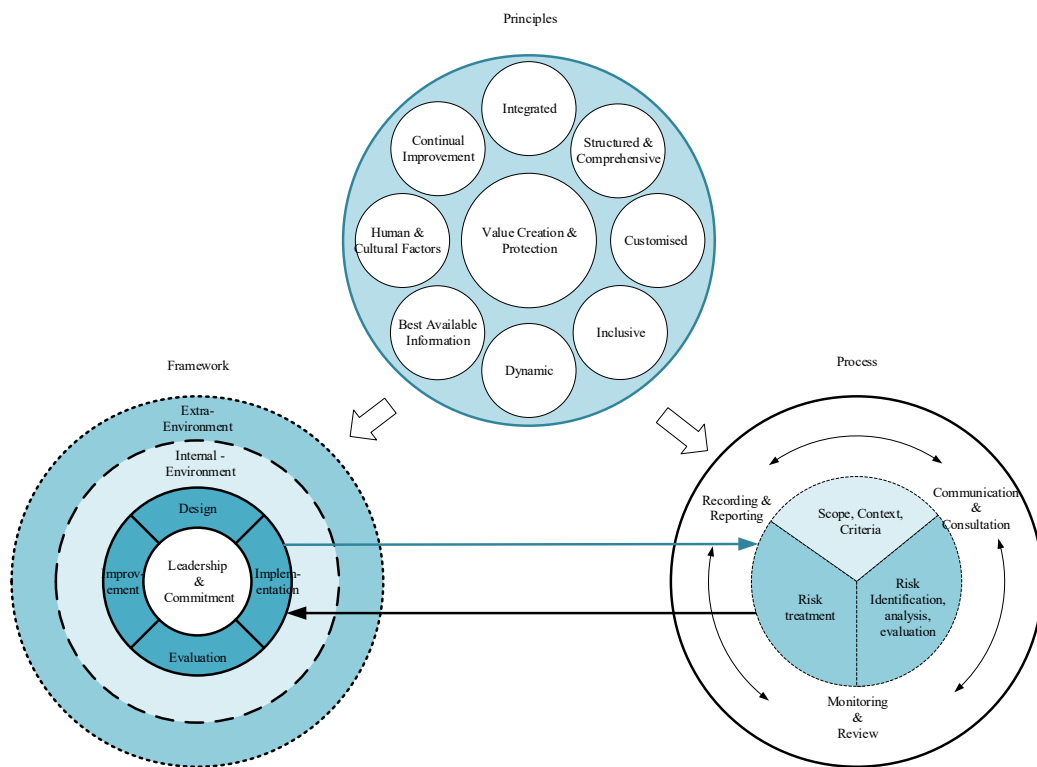 Principles
Integrated
Continual
Improvement
Structured &
Comprehensive
Human &
Cultural Factors
Value Creation &
Protection
Customised
Best Available
Information
Inclusive
Dynamic
Framework
Extra-
Environment
Internal -
Environment
Design
Improv-
ement
Leadership
&
Commitment
Implem-
entation
Evaluation
Process
Recording &
Reporting
Scope, Context,
Criteria
Communication
&
Consultation
Risk
treatment
Risk
Identification,
analysis,
evaluation
Monitoring
&
Review